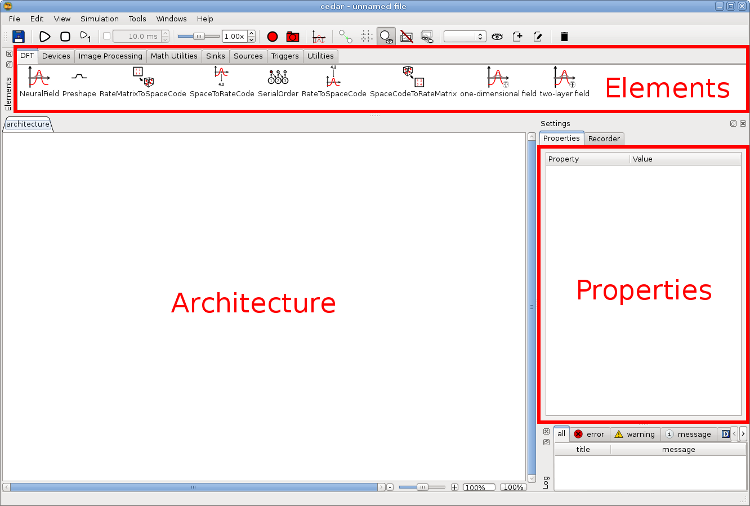 cedar - unnamed file
File Edit View Simulation Tools Windows Help
10.0 ms 1.00x
DFT Devices Image Processing Math Utilities Sinks Sources Triggers Utilities
Elements
NeuralField Preshape RateMatrixToSpaceCode SpaceToRateCode SerialOrder RateToSpaceCode SpaceCodeToRateMatrix one-dimensional field two-layer field
Elements
architecture
Settings
Properties Recorder
Property Value
Architecture
Properties
all error warning message D
title message
Log
100% 100%